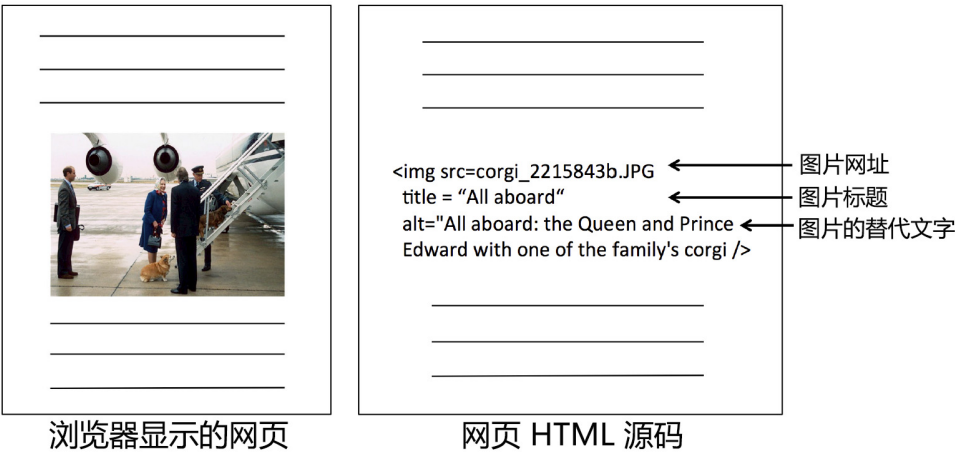 <img src=corgi_2215843b.JPG
图片网址
title = “All aboard“
图片标题
alt="All aboard: the Queen and Prince
图片的替代文字
Edward with one of the family's corgi />
浏览器显示的网页
网页 HTML 源码